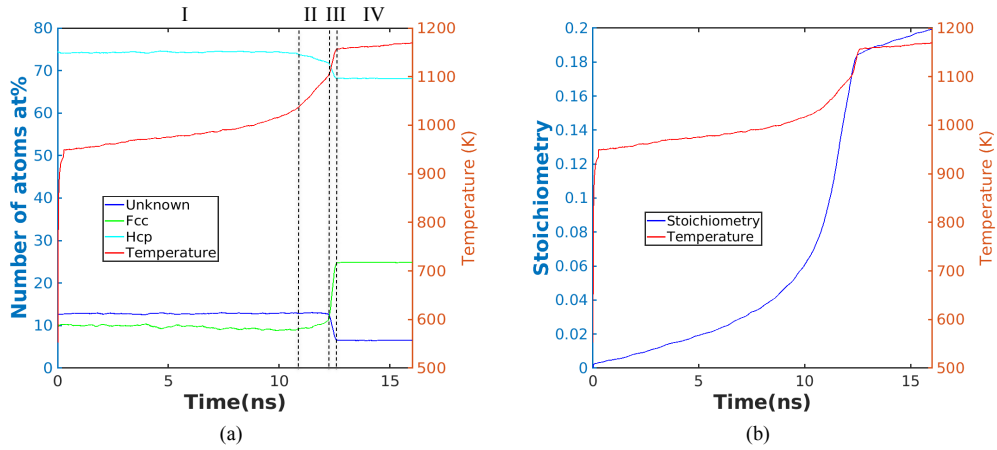 I II III IV
80
70
60
50
40
30
20
10
0
Number of atoms at%
1200
1100
1000
900
800
700
600
500
Temperature (K)
Unknown
Fcc
Hcp
Temperature
0 5 10 15
Time(ns)
(a)
0.2
0.18
0.16
0.14
0.12
0.1
0.08
0.06
0.04
0.02
0
Stoichiometry
1200
1100
1000
900
800
700
600
500
Temperature (K)
Stoichiometry
Temperature
0 5 10 15
Time(ns)
(b)